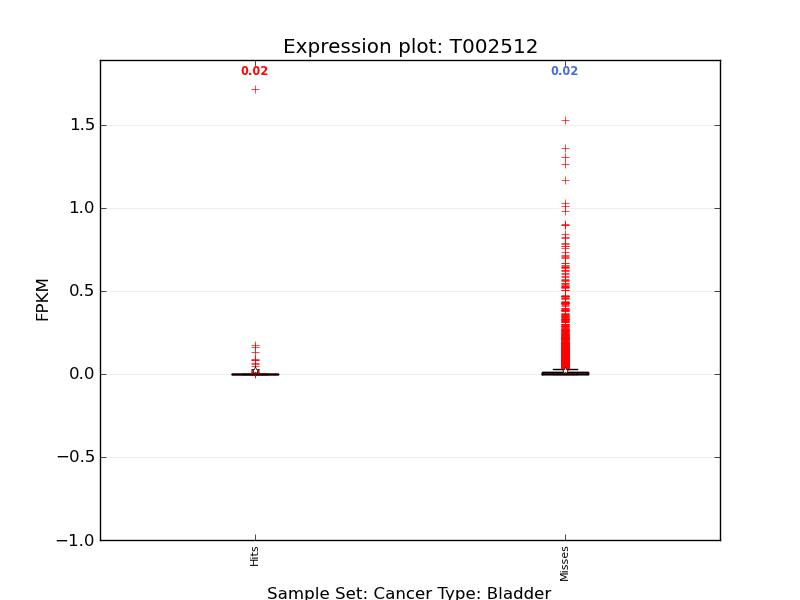 Expression plot: T002512
0.02
0.02
1.5
1.0
0.5
0.0
−0.5
−1.0
FPKM
Hits
Misses
Sample Set: Cancer Type: Bladder